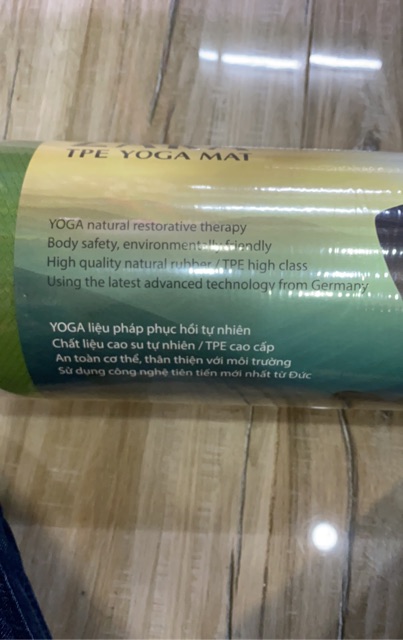 TPE YOGA MAT
YOGA natural restorative therapy
Body safety, environmentally friendly
High quality natural rubber / TPE high class
Using the latest advanced technology from Germany
YOGA liệu pháp phục hồi tự nhiên
Chất liệu cao su tự nhiên / TPE cao cấp
An toàn cơ thể, thân thiện với môi trường
Sử dụng công nghệ tiên tiến mới nhất từ Đức